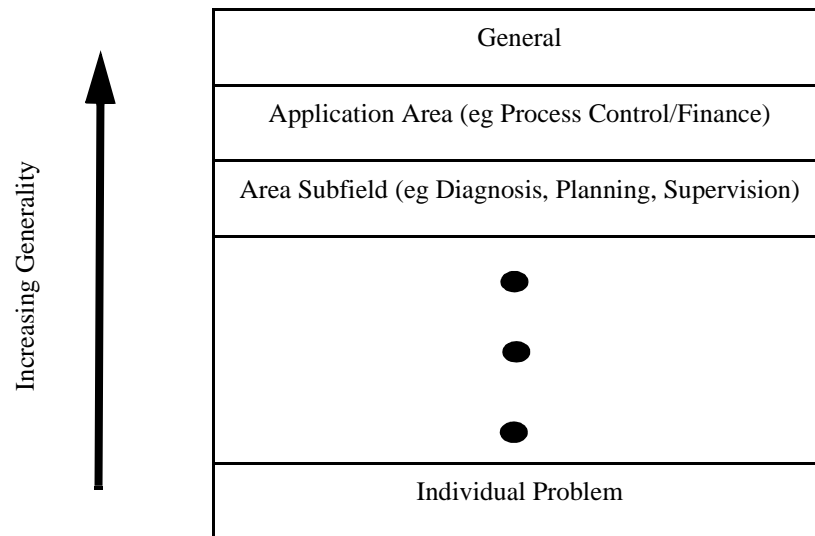 General
Application Area (eg Process Control/Finance)
Area Subfield (eg Diagnosis, Planning, Supervision)
Increasing Generality
Individual Problem